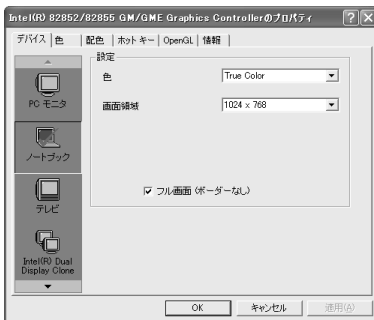 Intel(R) 82852/82855 GM/GME Graphics Controllerのプロパティ
デバイス 色 配色 ホット キー OpenGL 情報
PC モニタ
ノートブック
テレビ
Intel(R) Dual Display Clone
設定
色 True Color
画面領域 1024 x 768
フル画面 (ボーダーなし)
OK キャンセル 適用(A)